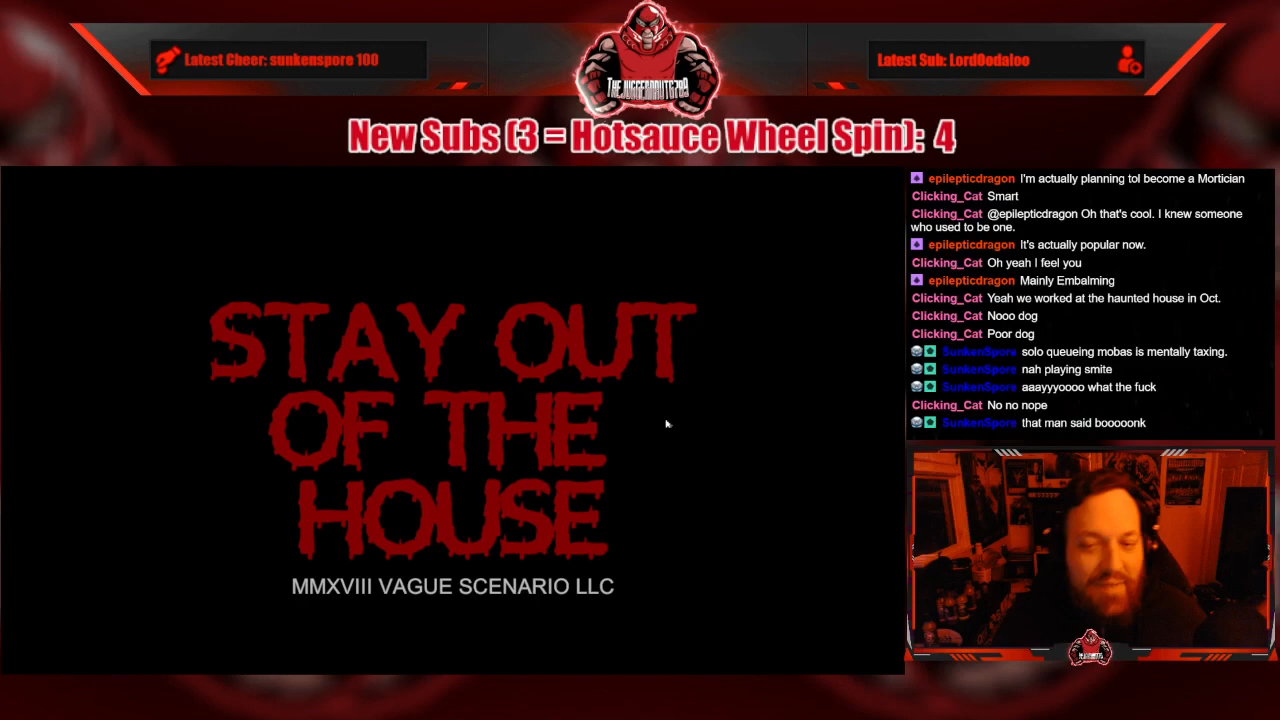 Latest Cheer: sunkenspore 100
THEJUGGERNAUT6789
Latest Sub: LordOodaloo
New Subs (3 = Hotsauce Wheel Spin): 4
STAY OUT
OF THE
HOUSE
MMXVIII VAGUE SCENARIO LLC
epilepticdragon I'm actually planning tol become a Mortician
Clicking_Cat Smart
Clicking_Cat @epilepticdragon Oh that's cool. I knew someone
who used to be one.
epilepticdragon It's actually popular now.
Clicking_Cat Oh yeah I feel you
epilepticdragon Mainly Embalming
Clicking_Cat Yeah we worked at the haunted house in Oct.
Clicking_Cat Nooo dog
Clicking_Cat Poor dog
SunkenSpore solo queueing mobas is mentally taxing.
SunkenSpore nah playing smite
SunkenSpore aaayyyoooo what the fuck
Clicking_Cat No no nope
SunkenSpore that man said booooonk